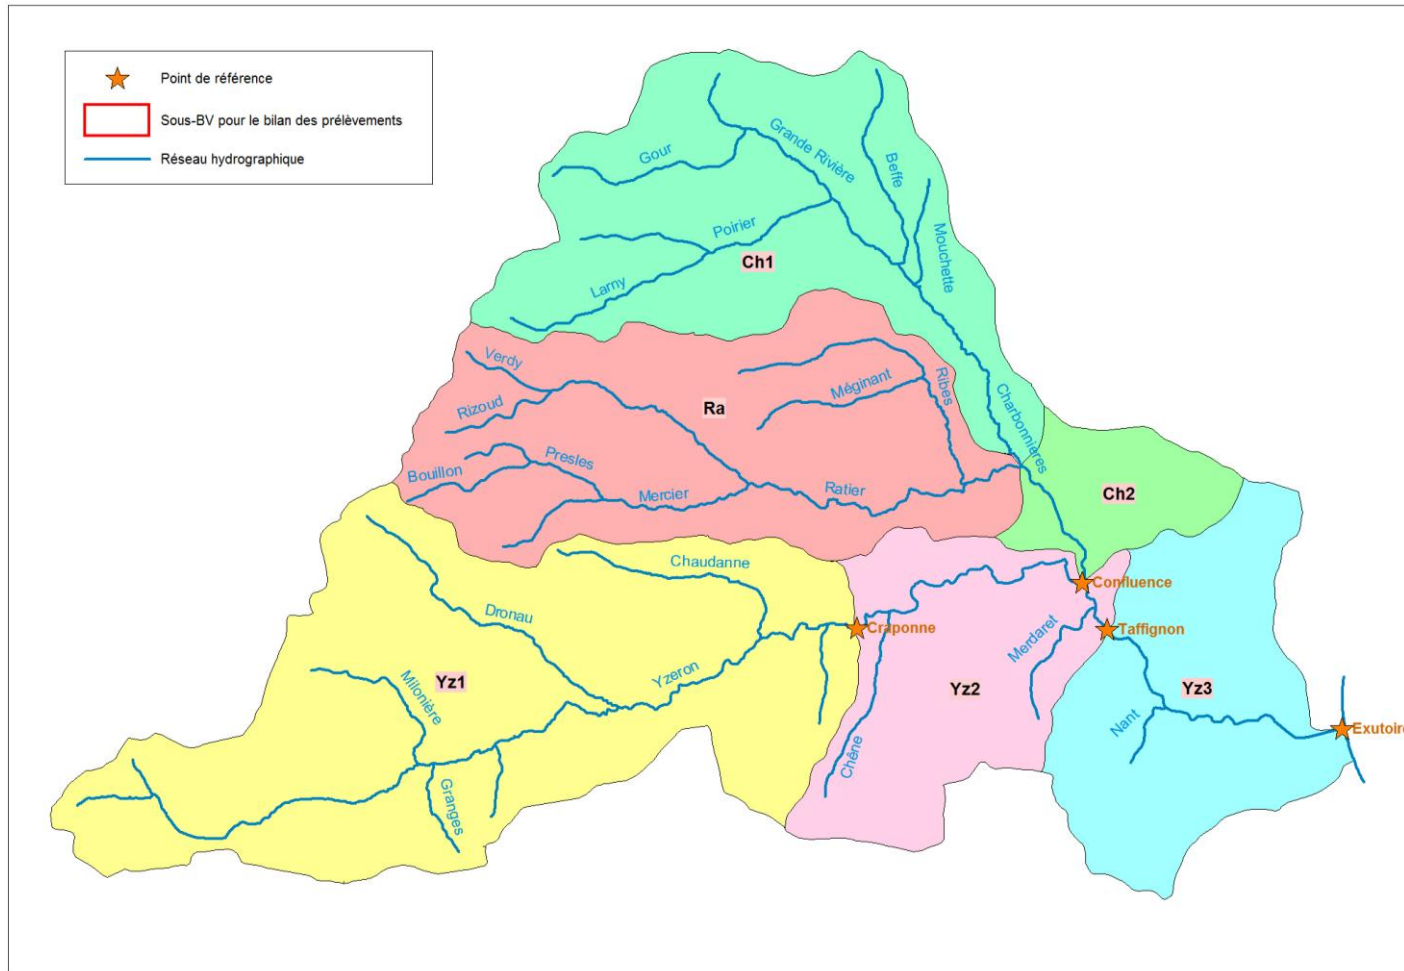 Point de référence
Sous-BV pour le bilan des prélèvements
Réseau hydrographique
Gour
Grande Rivière
Beffe
Poirier
Mouchette
Ch1
Larny
Verdy
Rizoud
Ra
Méginant
Ribes
Charbonnières
Bouillon
Presles
Mercier
Ratier
Ch2
Chaudanne
Confluence
Dronau
Craponne
Merdaret
Taffignon
Milonière
Yz1
Yzeron
Yz2
Yz3
Nant
Exutoire
Chêne
Granges